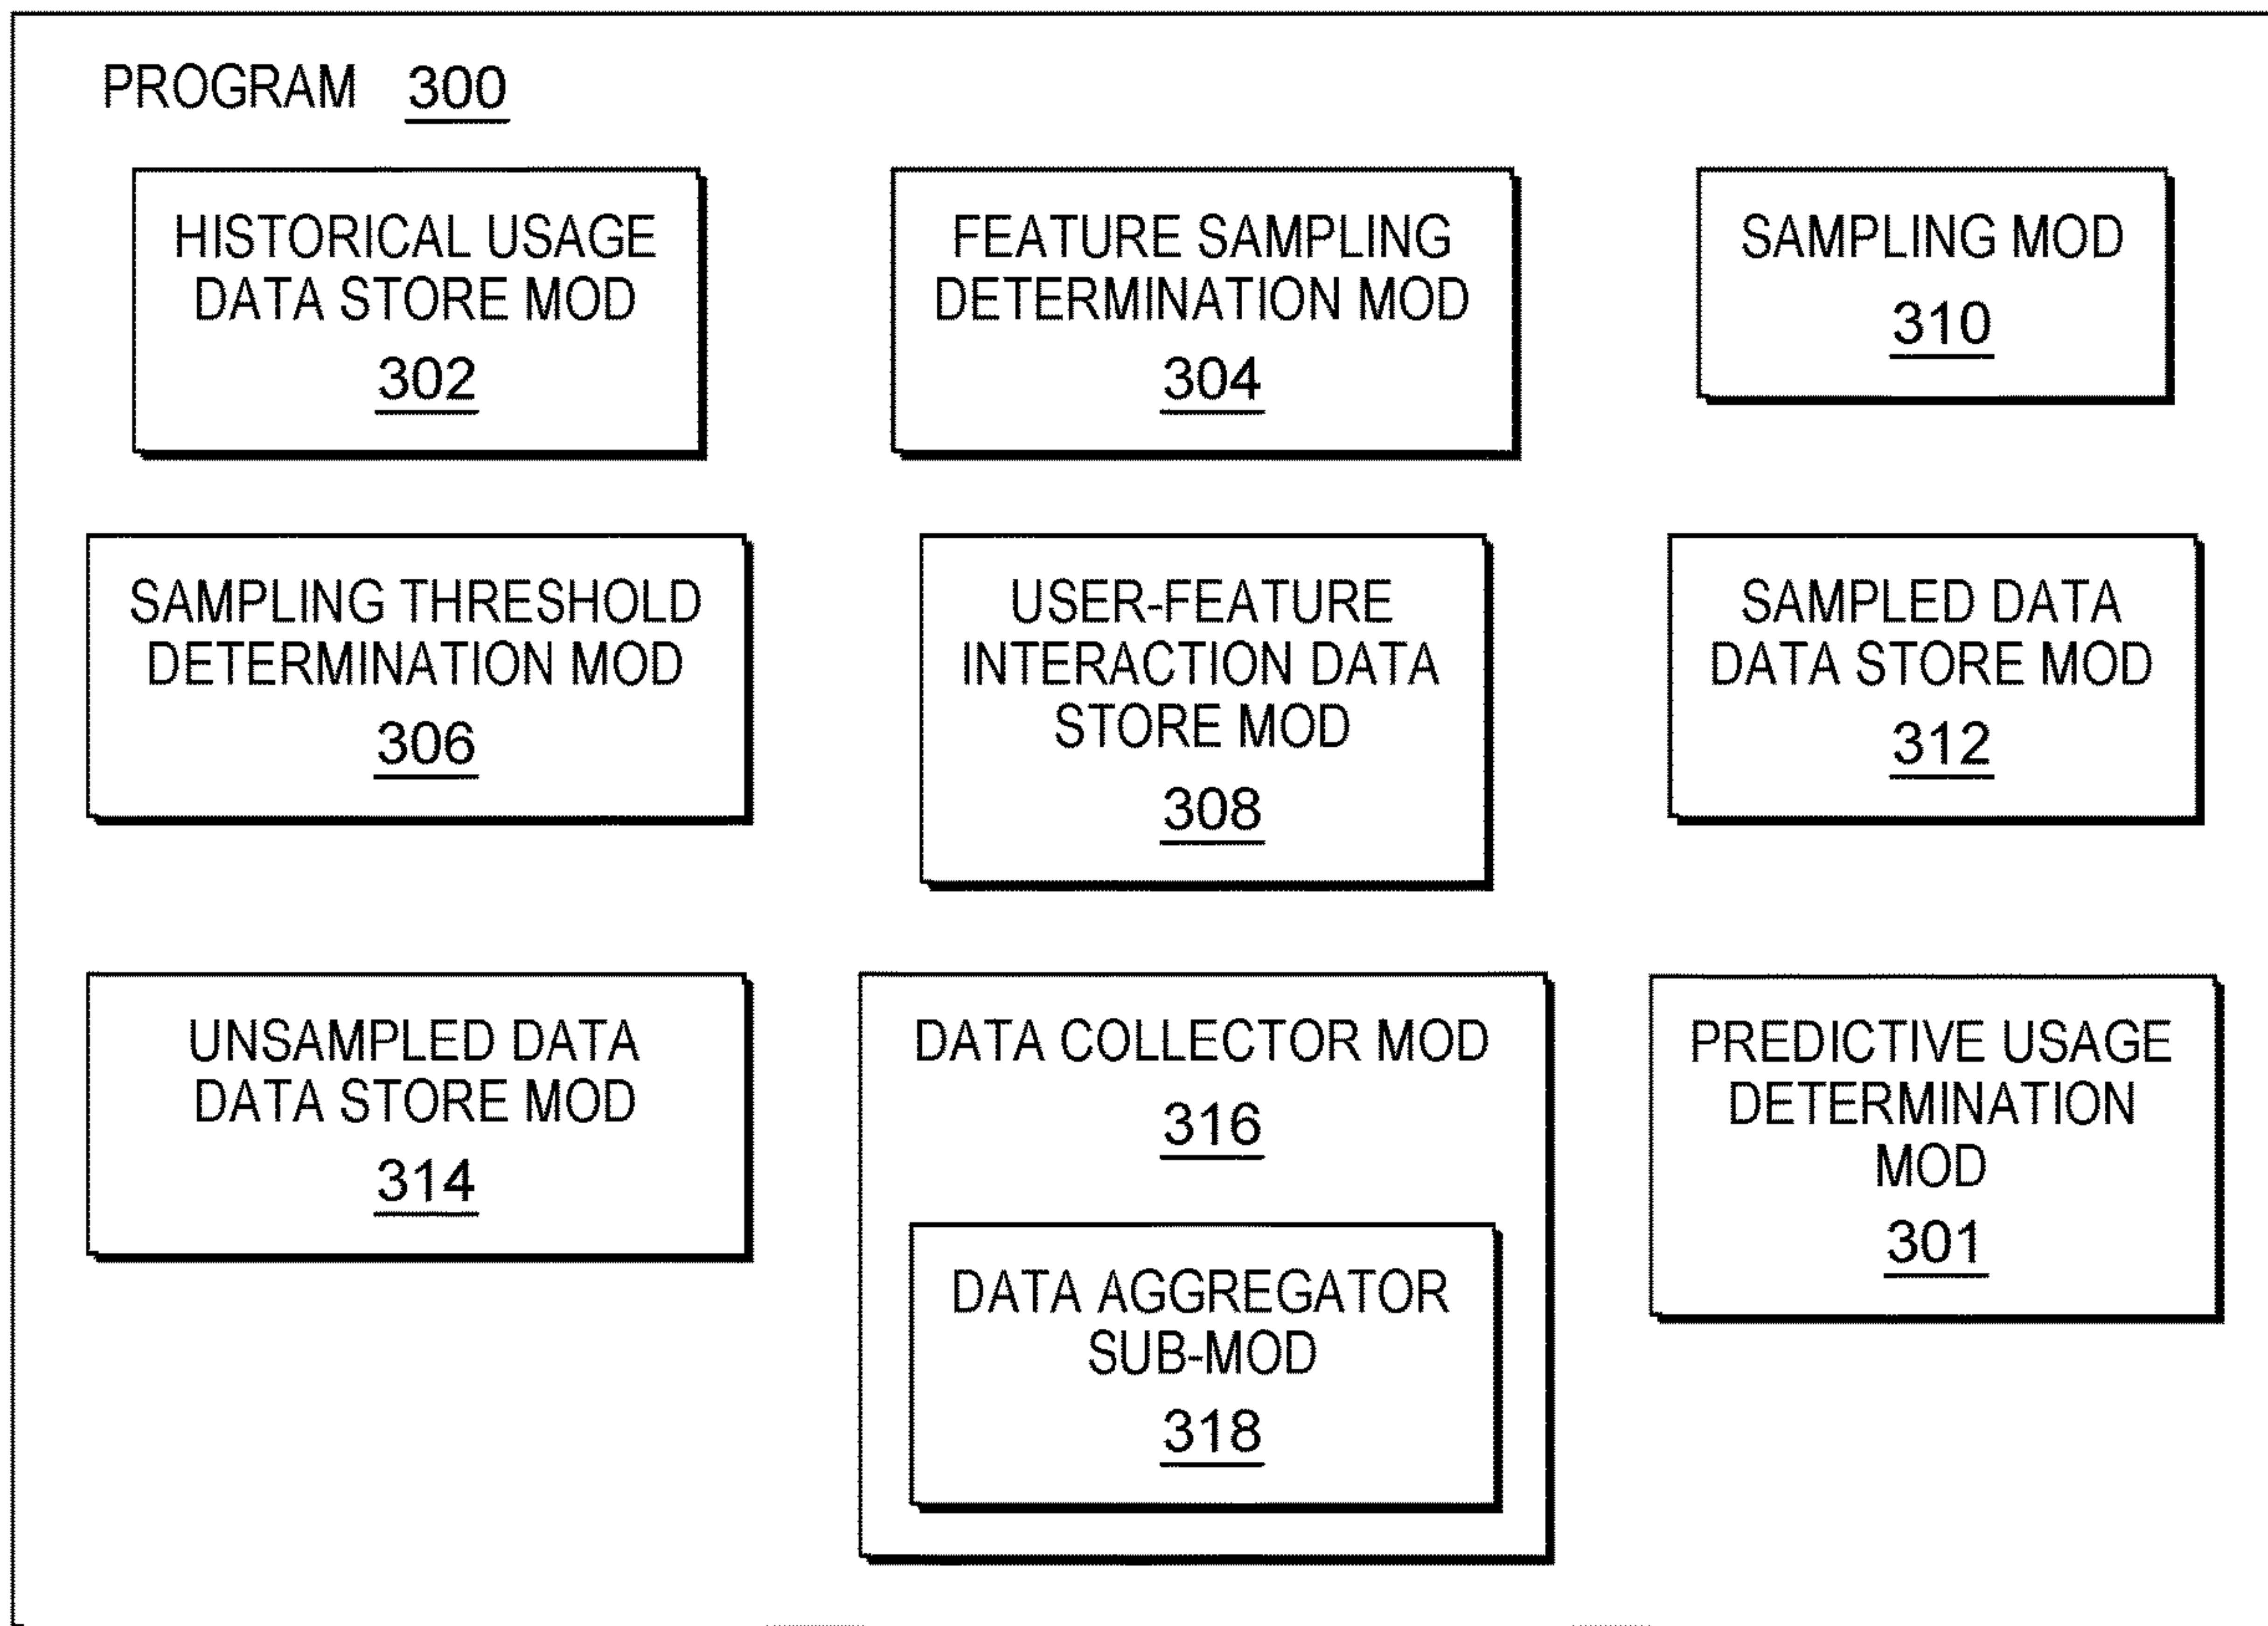 PROGRAM 300
HISTORICAL USAGE
DATA STORE MOD
302
FEATURE SAMPLING
DETERMINATION MOD
304
SAMPLING MOD
310
SAMPLING THRESHOLD
DETERMINATION MOD
306
USER-FEATURE
INTERACTION DATA
STORE MOD
308
SAMPLED DATA
DATA STORE MOD
312
UNSAMPLED DATA
DATA STORE MOD
314
DATA COLLECTOR MOD
316
DATA AGGREGATOR
SUB-MOD
318
PREDICTIVE USAGE
DETERMINATION
MOD
301